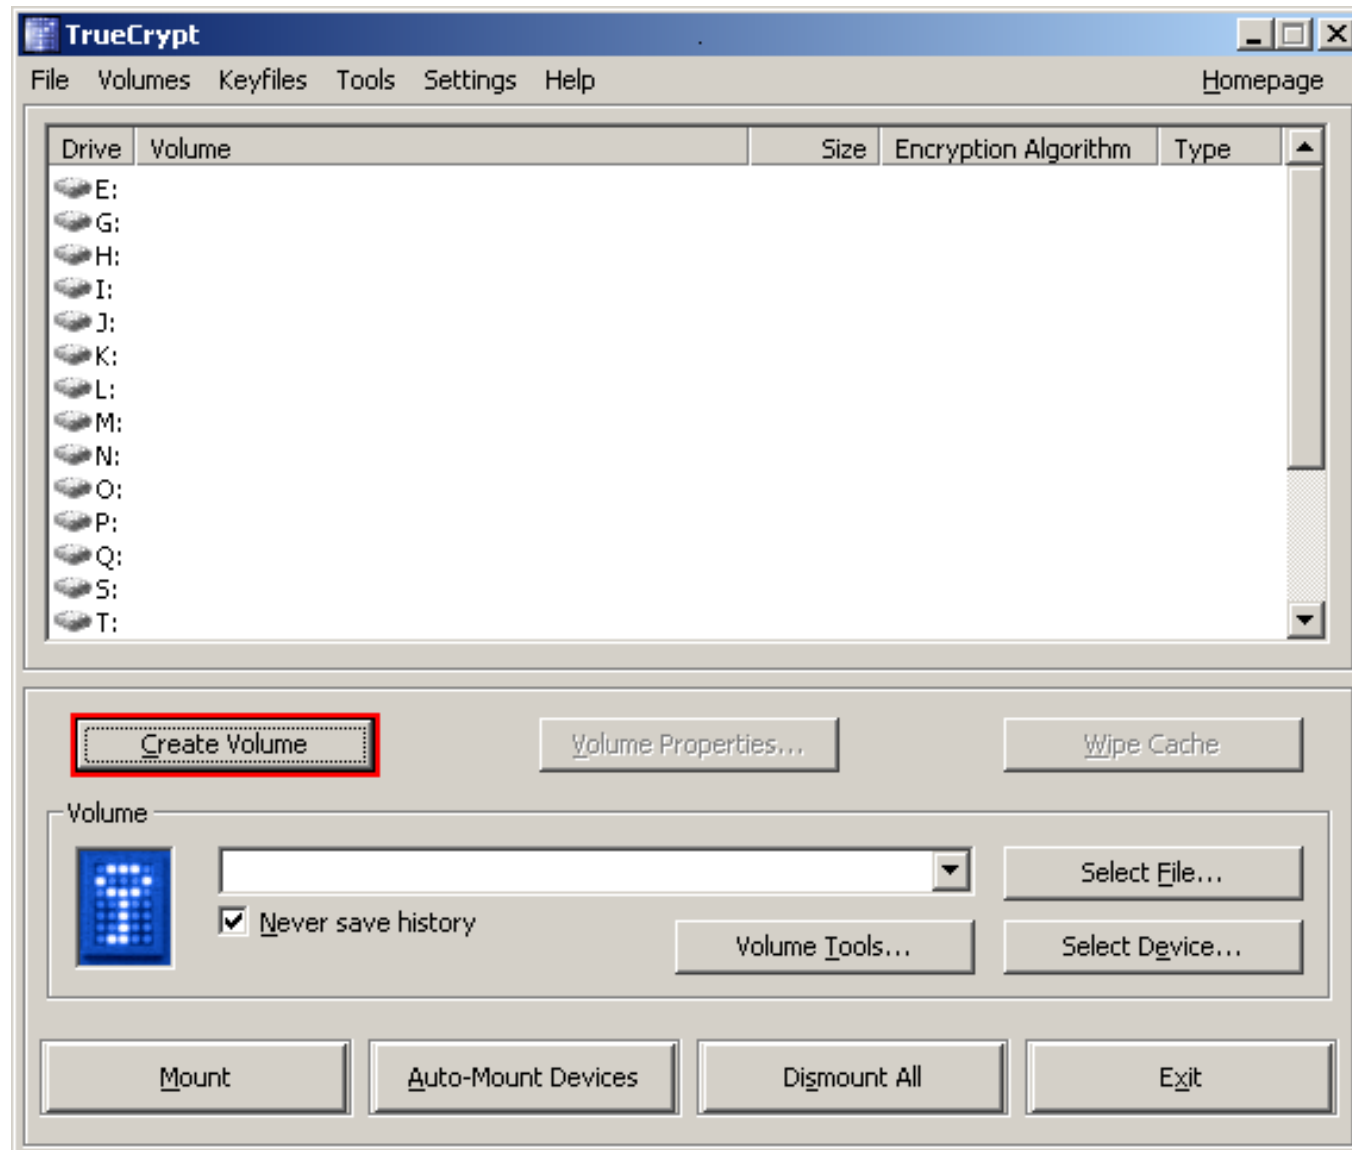 TrueCrypt
File Volumes Keyfiles Tools Settings Help Homepage
Drive Volume Size Encryption Algorithm Type
E:
G:
H:
I:
J:
K:
L:
M:
N:
O:
P:
Q:
S:
T:
Create Volume Volume Properties... Wipe Cache
Volume
Select File...
Never save history
Volume Tools... Select Device...
Mount Auto-Mount Devices Dismount All Exit